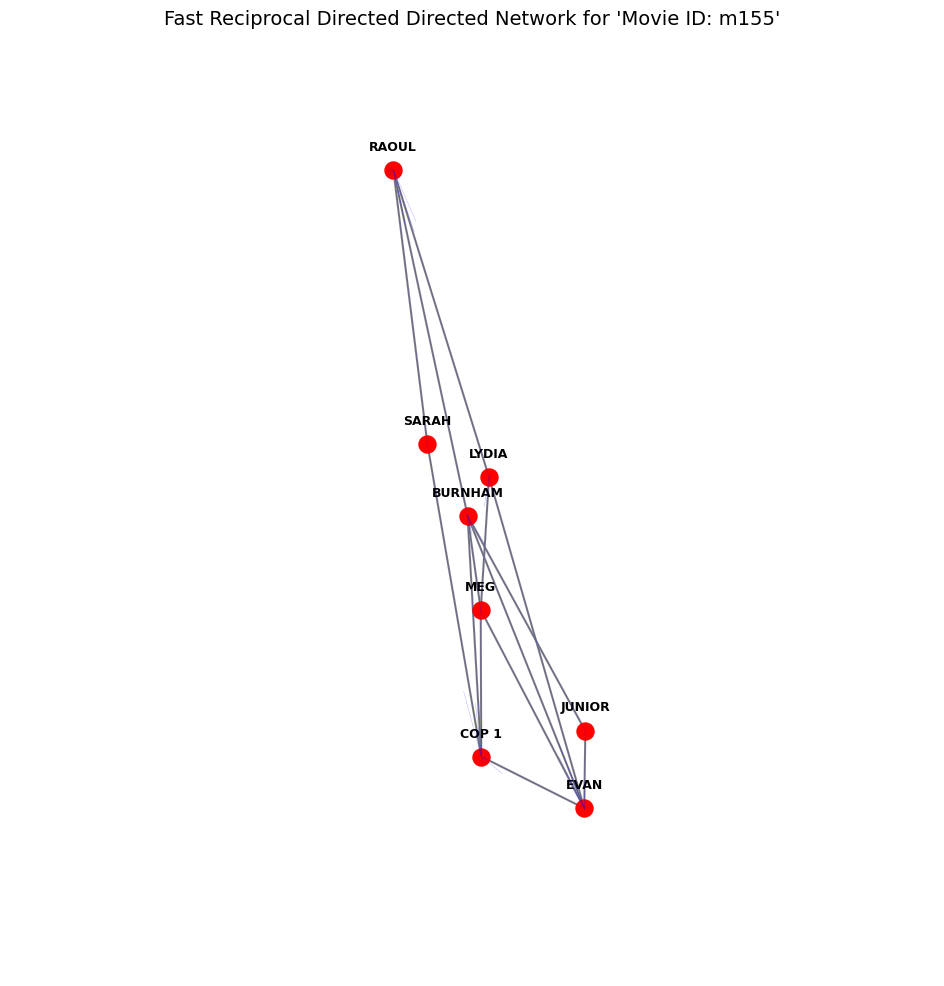 Fast Reciprocal Directed Directed Network for 'Movie ID: m155'
RAOUL
SARAH
LYDIA
BURNHAM
MEG
JUNIOR
COP 1
EVAN